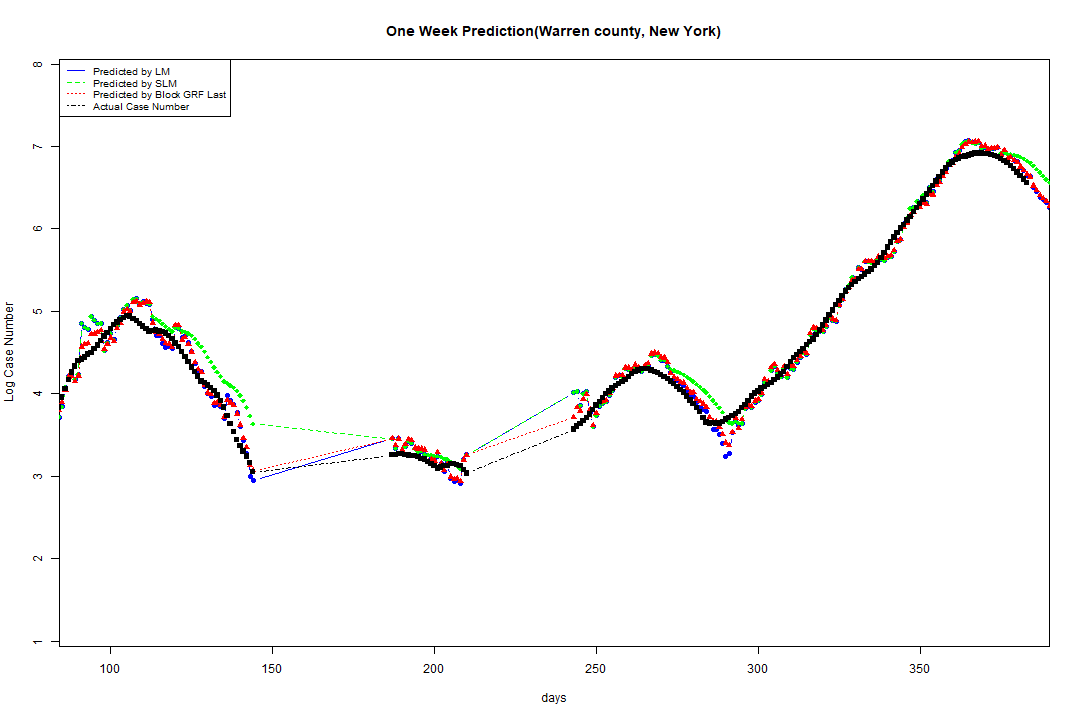 One Week Prediction(Warren county, New York)
Predicted by LM
Predicted by SLM
Predicted by Block GRF Last
Actual Case Number
8
7
6
5
4
3
2
1
Log Case Number
100 150 200 250 300 350
days